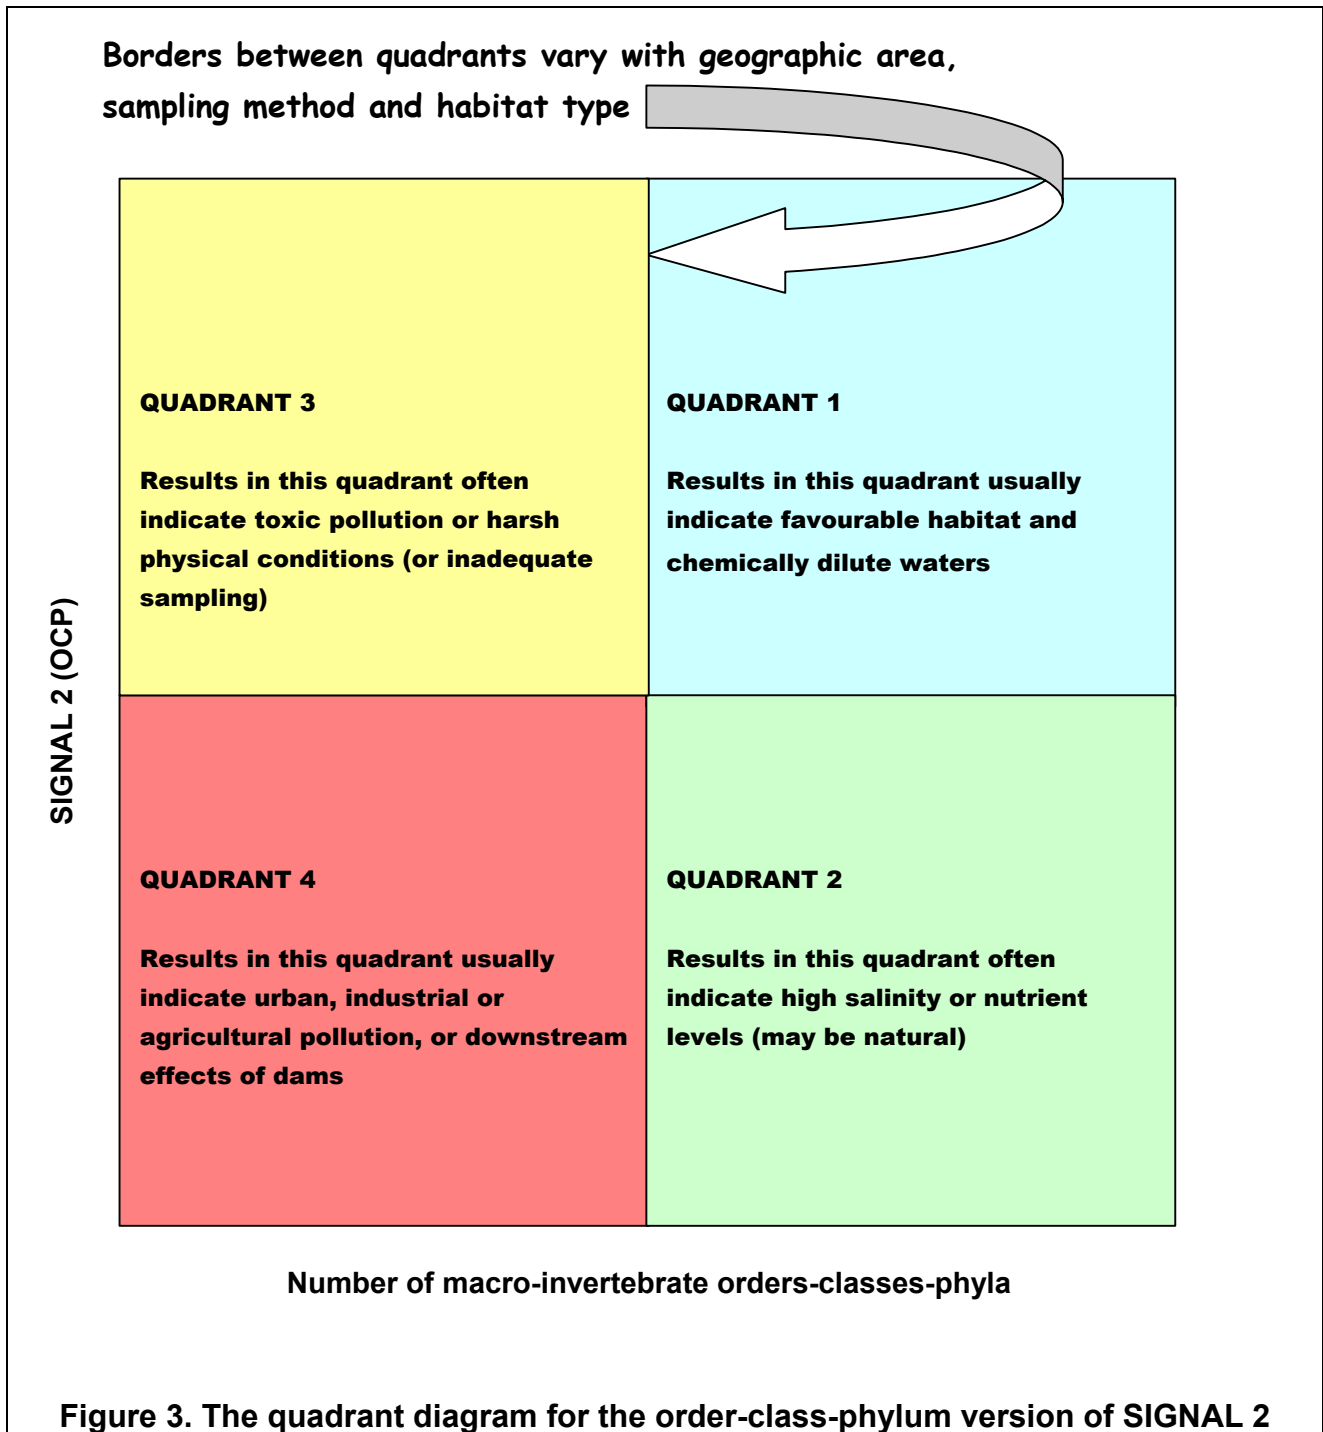 Borders between quadrants vary with geographic area,
sampling method and habitat type
QUADRANT 3
Results in this quadrant often
indicate toxic pollution or harsh
physical conditions (or inadequate
sampling)
QUADRANT 1
Results in this quadrant usually
indicate favourable habitat and
chemically dilute waters
SIGNAL 2 (OCP)
QUADRANT 4
Results in this quadrant usually
indicate urban, industrial or
agricultural pollution, or downstream
effects of dams
QUADRANT 2
Results in this quadrant often
indicate high salinity or nutrient
levels (may be natural)
Number of macro-invertebrate orders-classes-phyla
Figure 3. The quadrant diagram for the order-class-phylum version of SIGNAL 2